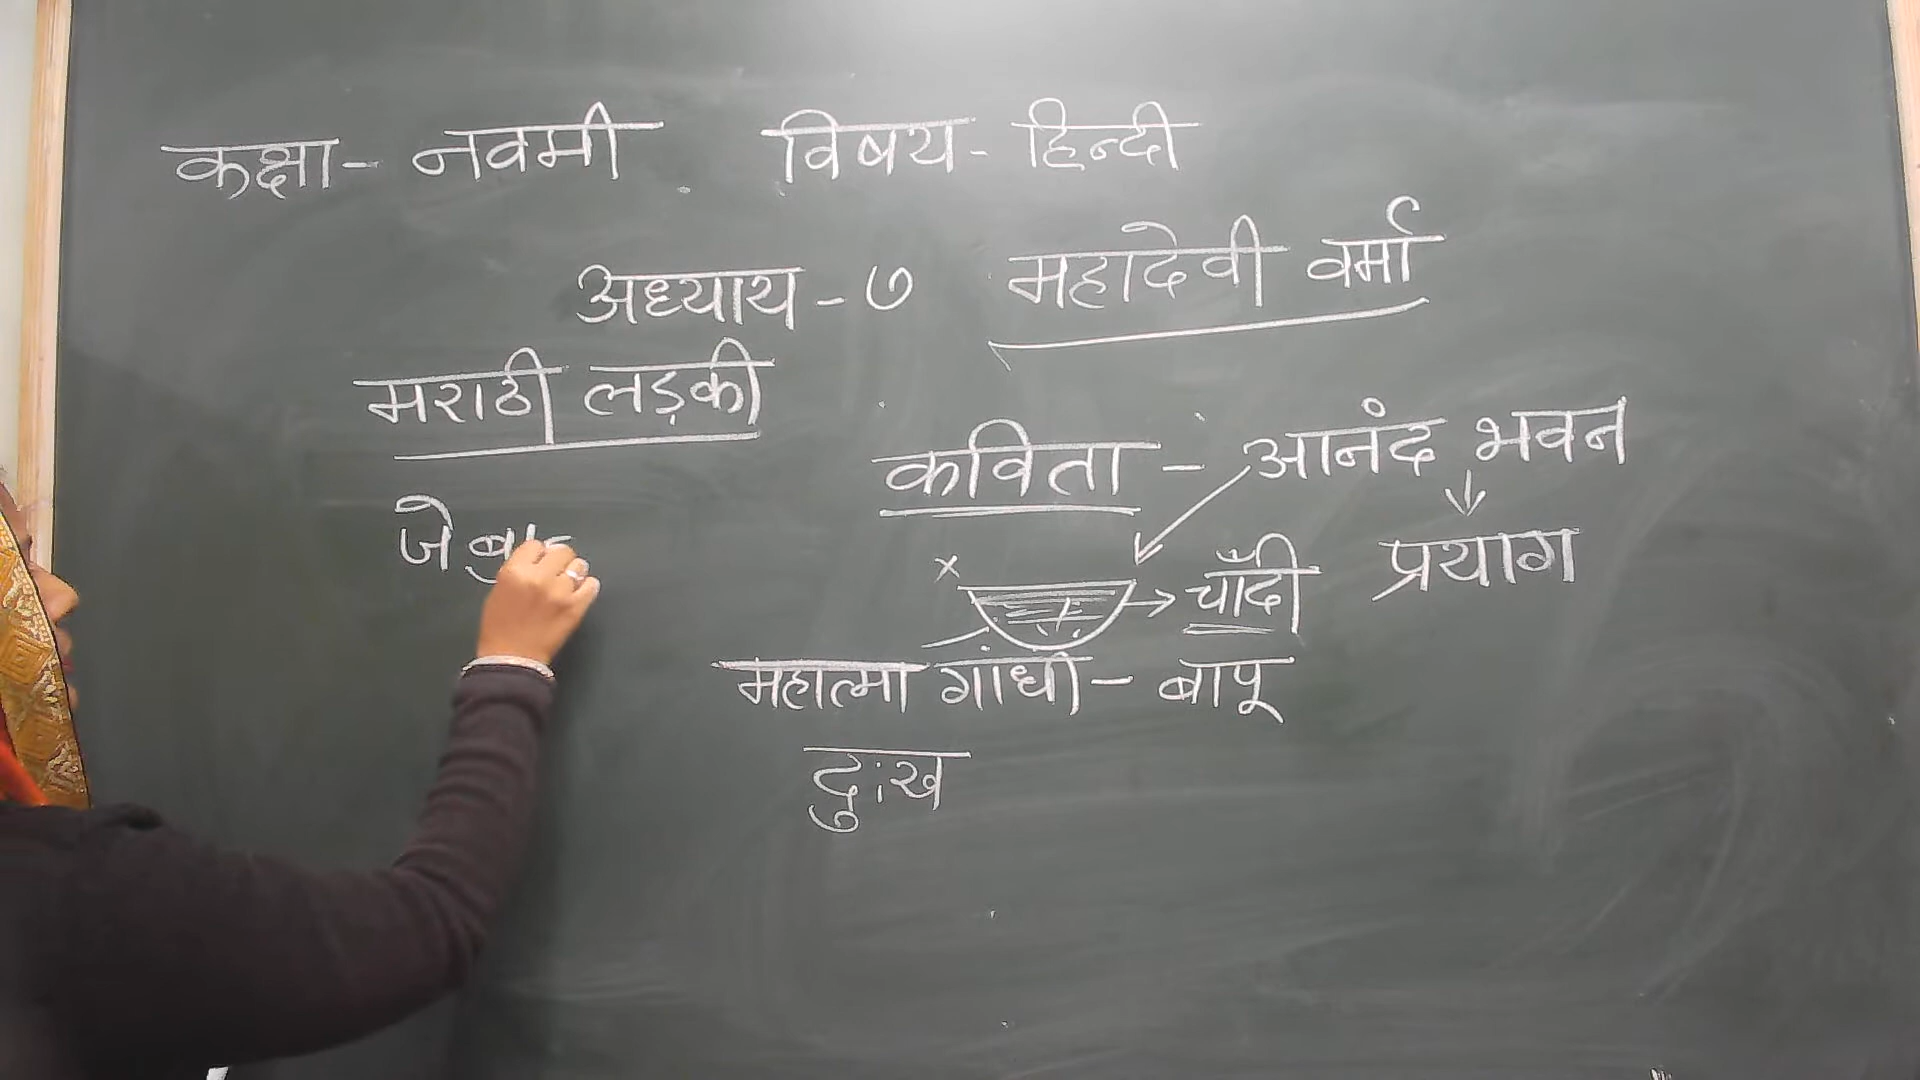 कक्षा - नवमी विषय - हिन्दी
अध्याय - ७ महादेवी वर्मा
मराठी लड़की
कविता - आनंद भवन
प्रयाग
चाँदी
महात्मा गांधी - बापू
दुःख